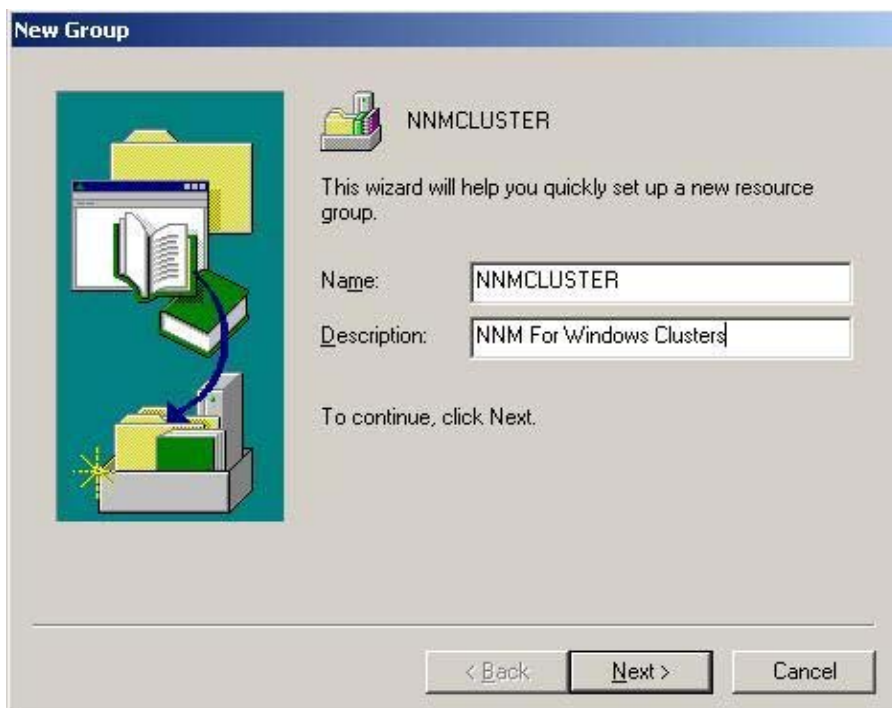 New Group
NNMCLUSTER
This wizard will help you quickly set up a new resource
group.
Name: NNMCLUSTER
Description: NNM For Windows Clusters
To continue, click Next.
< Back Next > Cancel